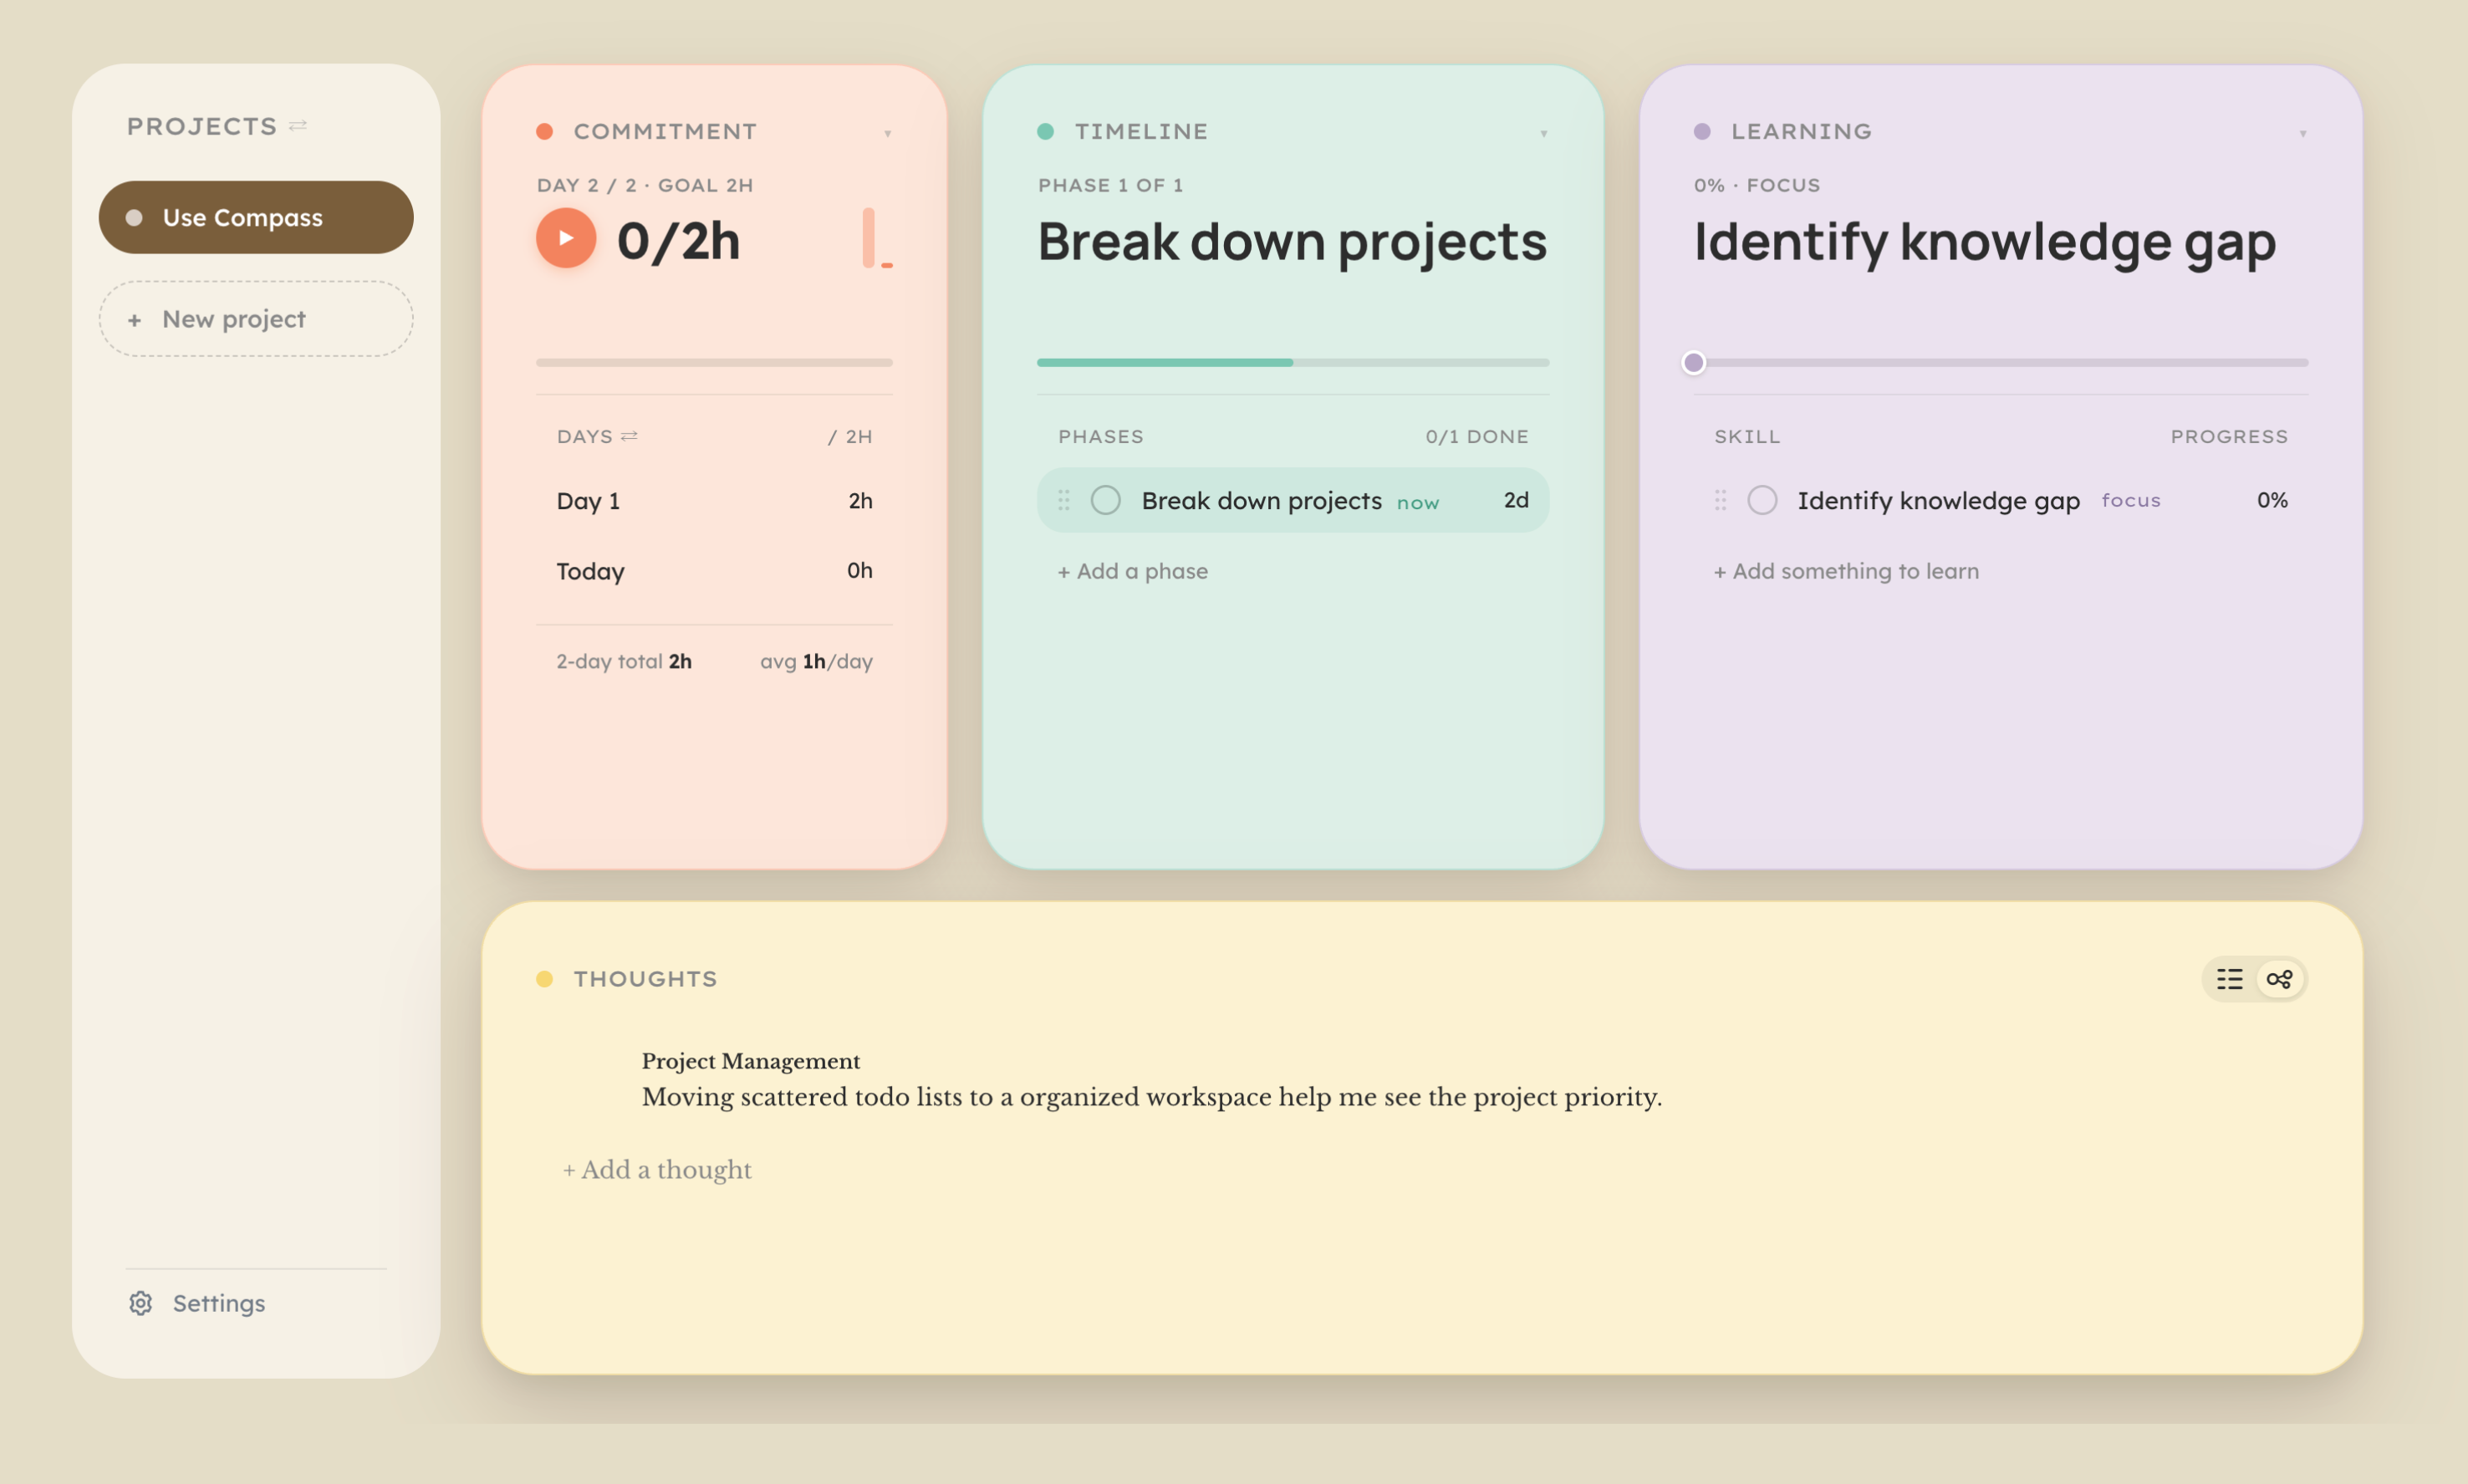 PROJECTS ⇄
Use Compass
+ New project
Settings
COMMITMENT
DAY 2 / 2 · GOAL 2H
0/2h
DAYS ⇄ / 2H
Day 1 2h
Today 0h
2-day total 2h avg 1h/day
TIMELINE
PHASE 1 OF 1
Break down projects
PHASES 0/1 DONE
Break down projects now 2d
+ Add a phase
LEARNING
0% · FOCUS
Identify knowledge gap
SKILL PROGRESS
Identify knowledge gap focus 0%
+ Add something to learn
THOUGHTS
Project Management
Moving scattered todo lists to a organized workspace help me see the project priority.
+ Add a thought